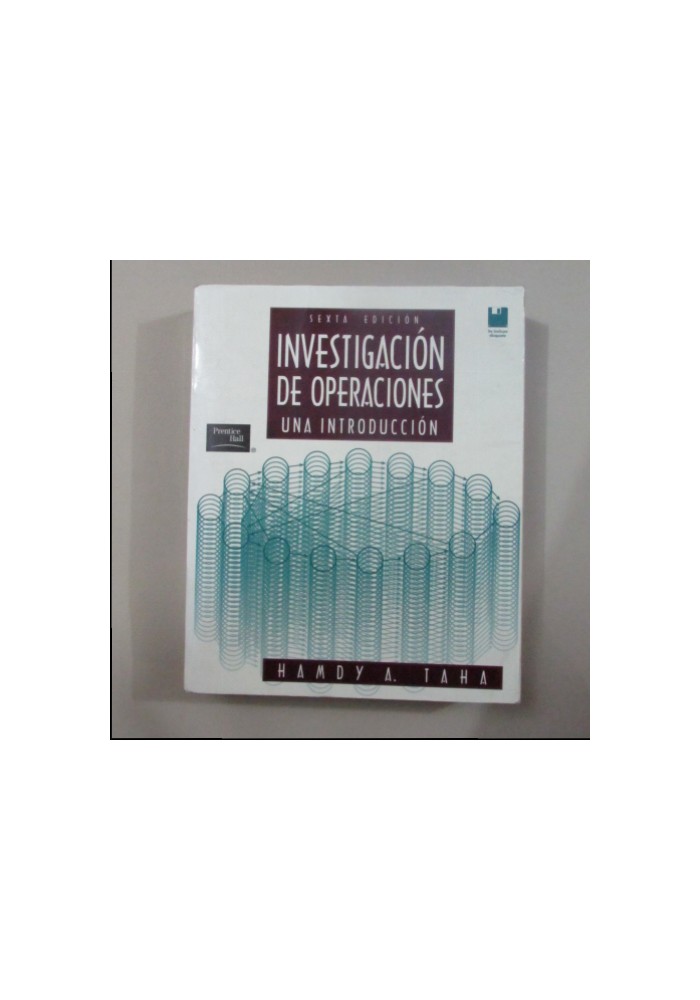 SEXTA EDICIÓN
INVESTIGACIÓN
DE OPERACIONES
UNA INTRODUCCIÓN
Prentice
Hall
®
HAMDY A. TAHA